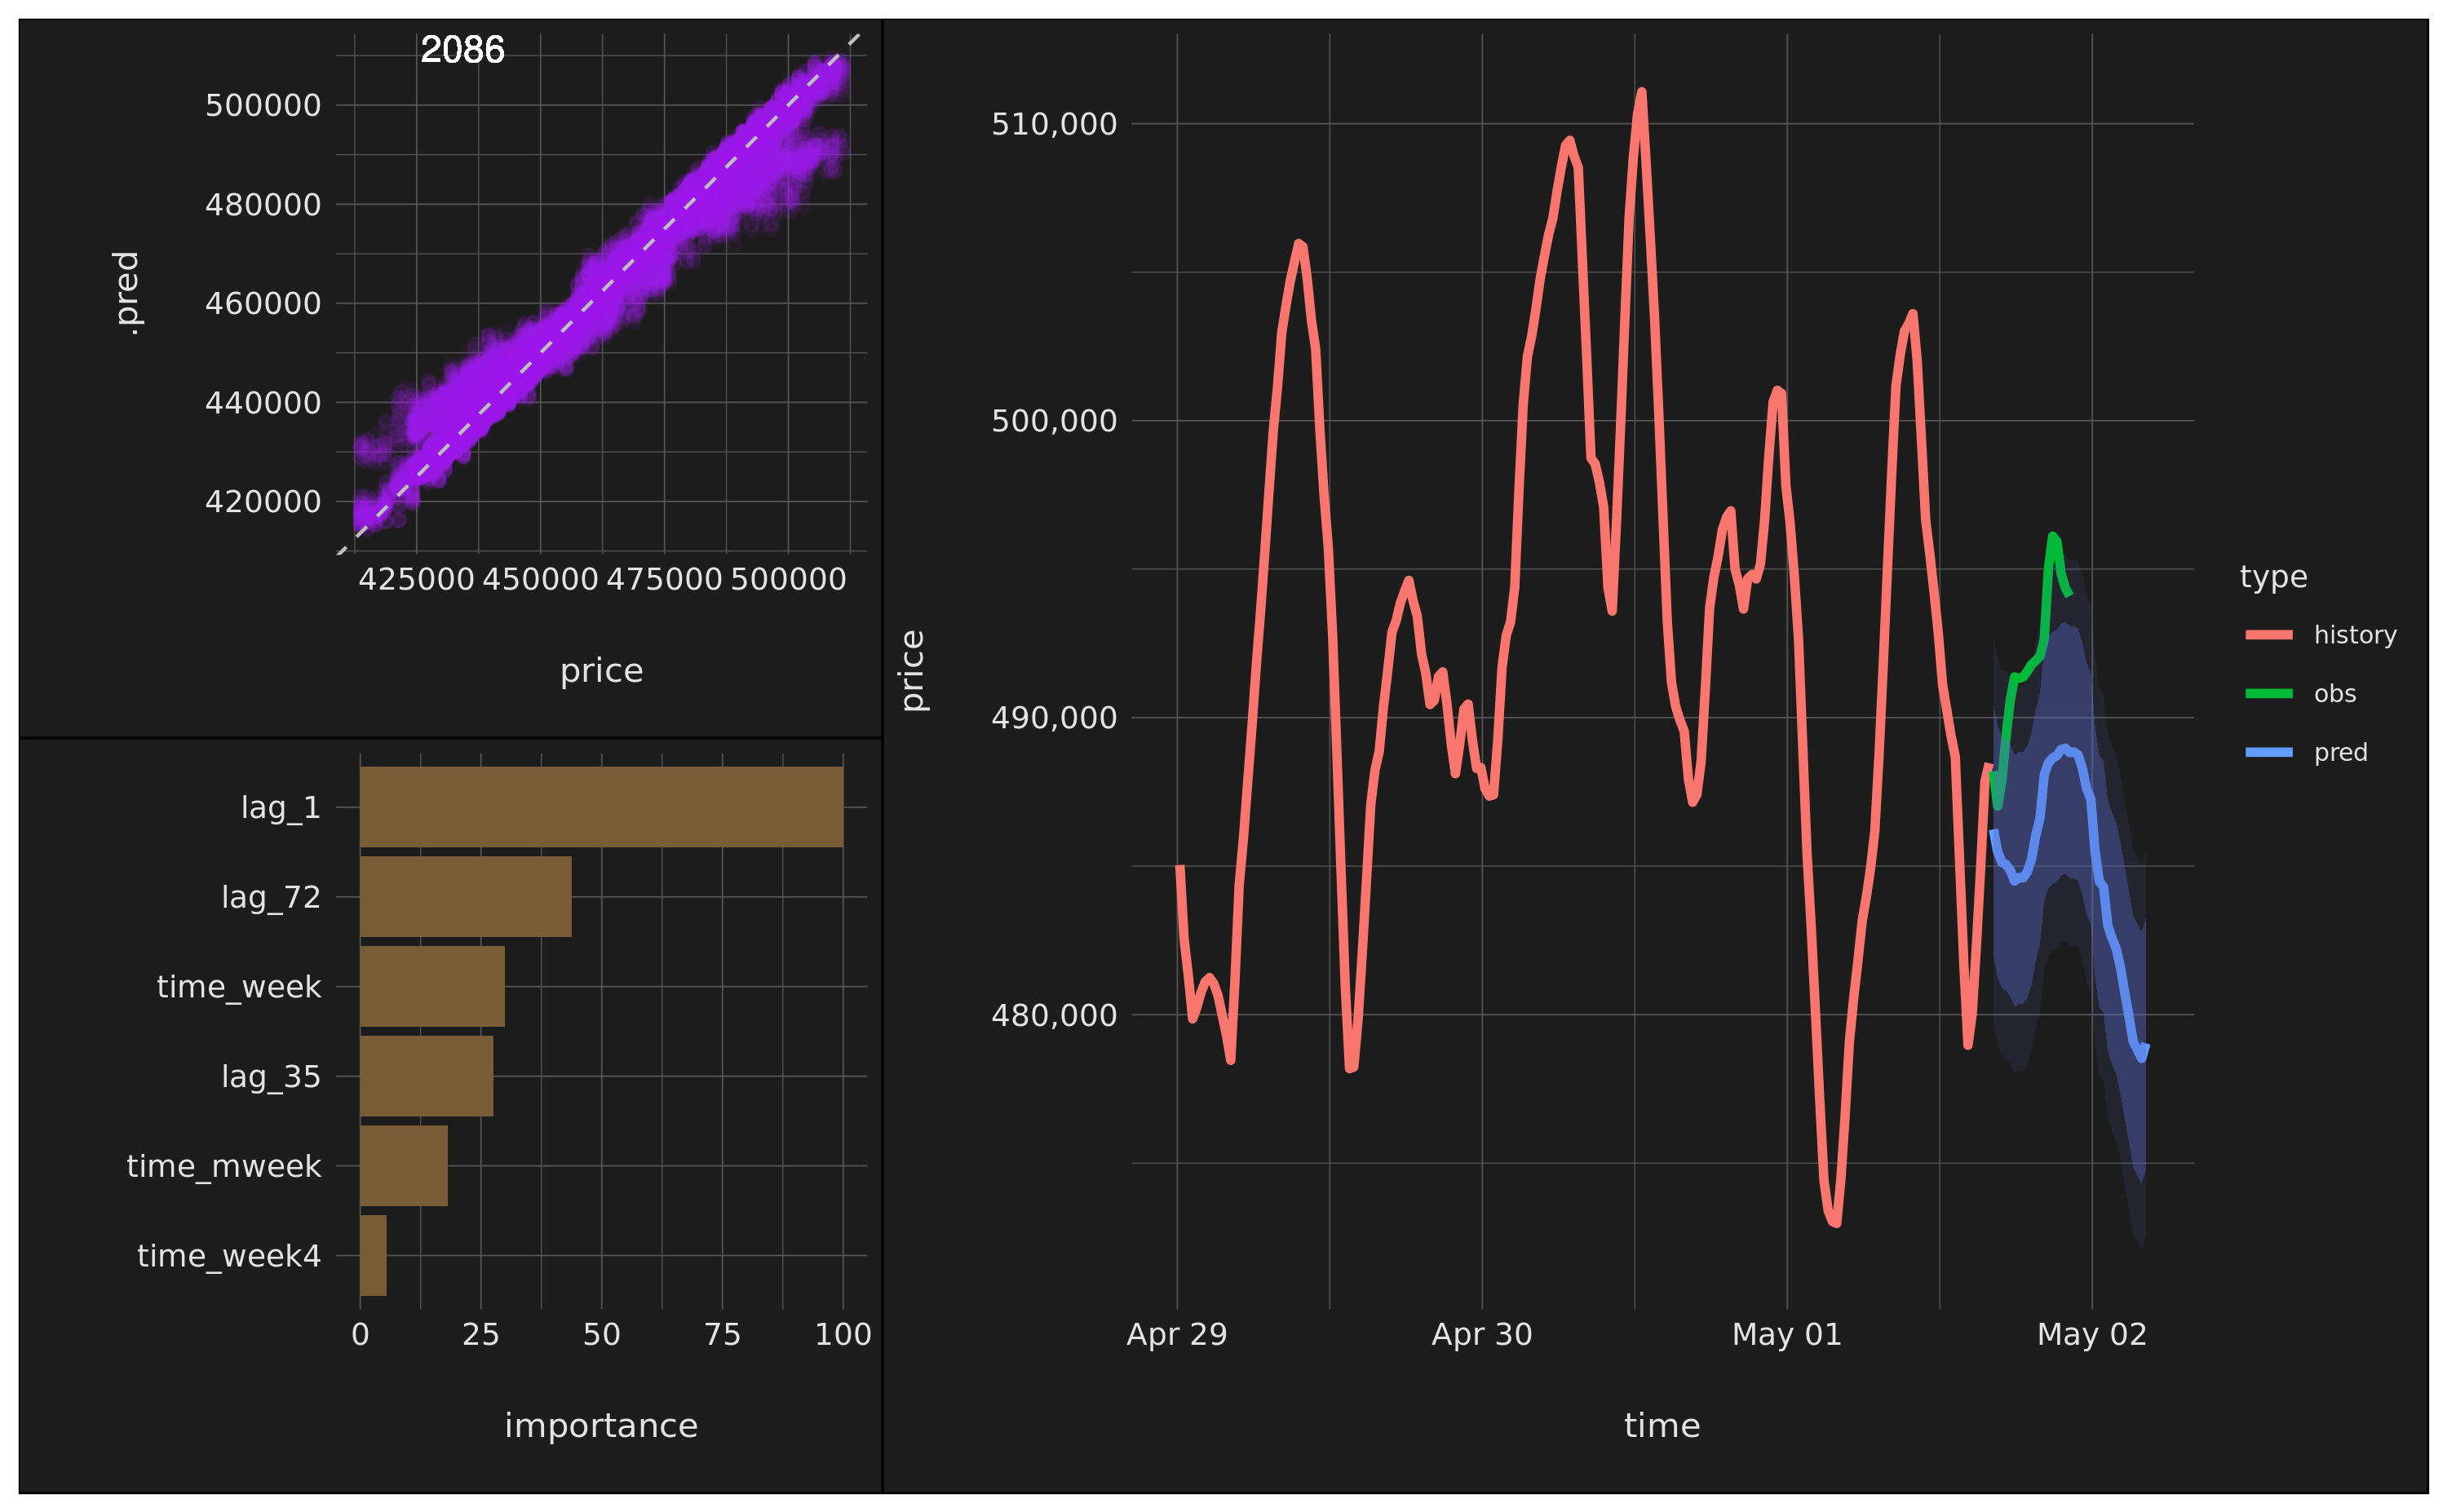 2086
500000
480000
460000
440000
420000
.pred
425000 450000 475000 500000
price
lag_1
lag_72
time_week
lag_35
time_mweek
time_week4
0 25 50 75 100
importance
510,000
500,000
490,000
480,000
price
Apr 29 Apr 30 May 01 May 02
time
type
history
obs
pred